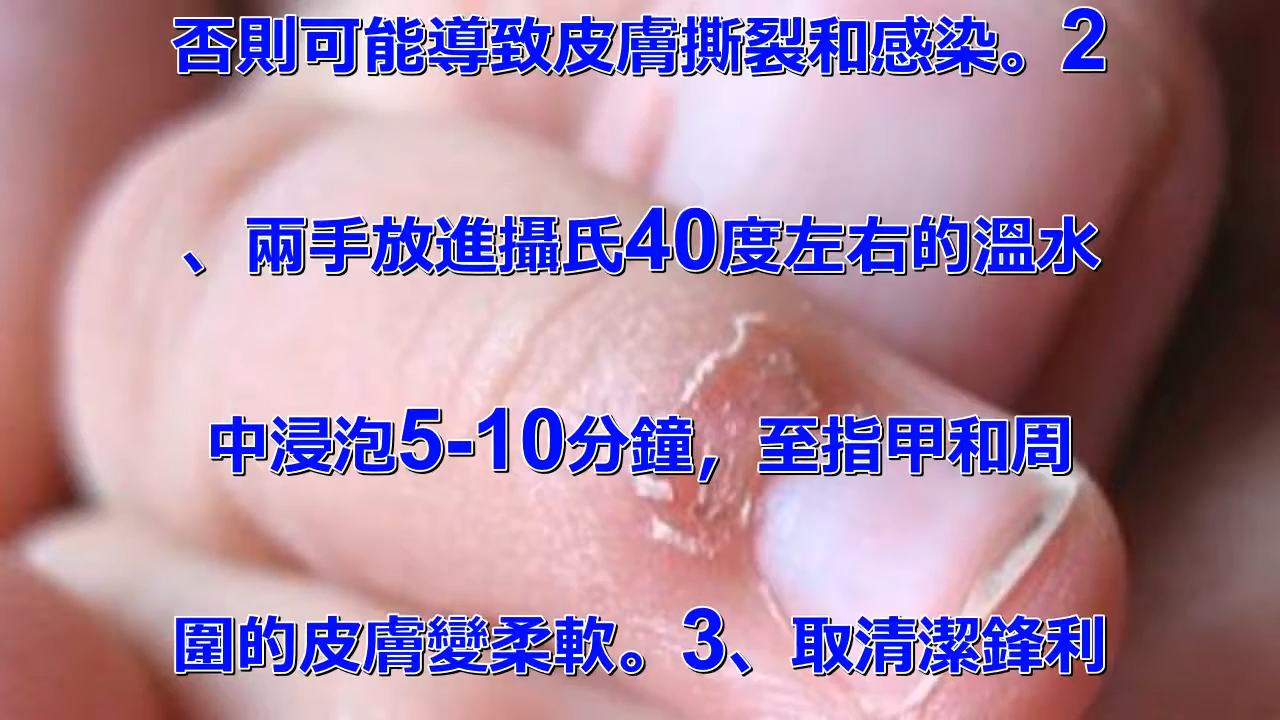 否則可能導致皮膚撕裂和感染。2
、兩手放進攝氏40度左右的溫水
中浸泡5-10分鐘，至指甲和周
圍的皮膚變柔軟。3、取清潔鋒利